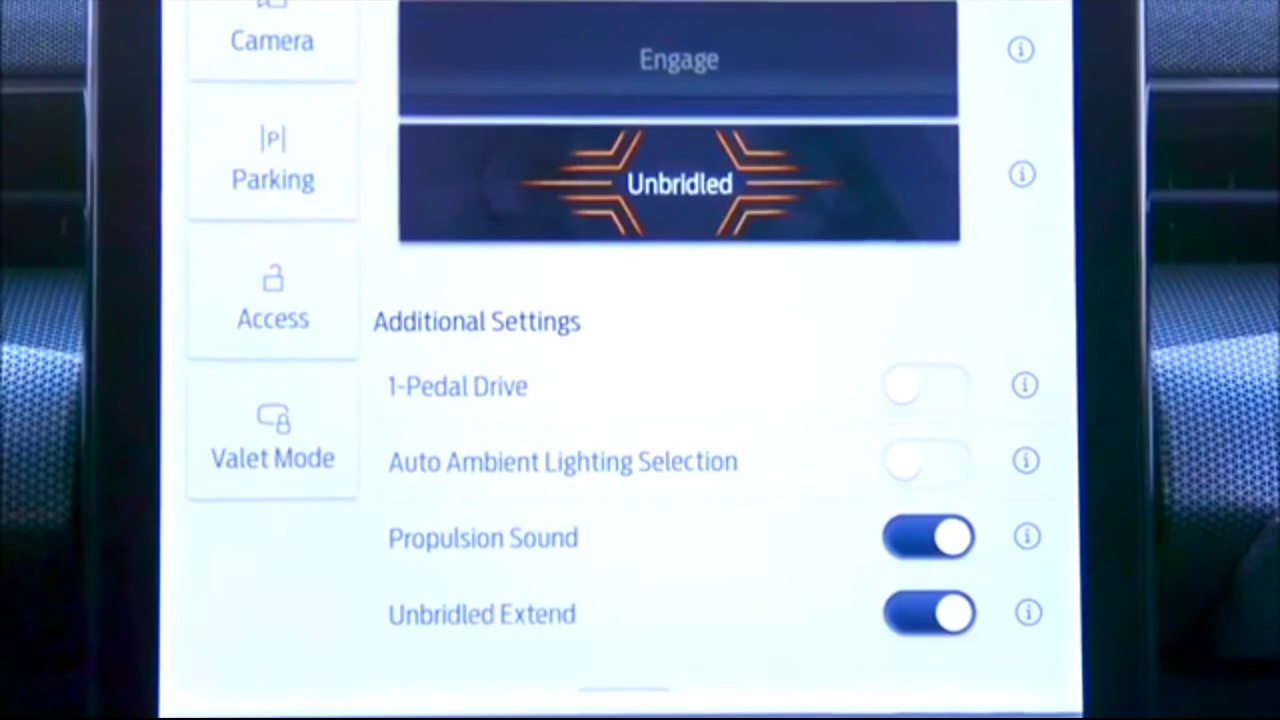 Camera
Parking
Access
Valet Mode
Engage
Unbridled
Additional Settings
1-Pedal Drive
Auto Ambient Lighting Selection
Propulsion Sound
Unbridled Extend